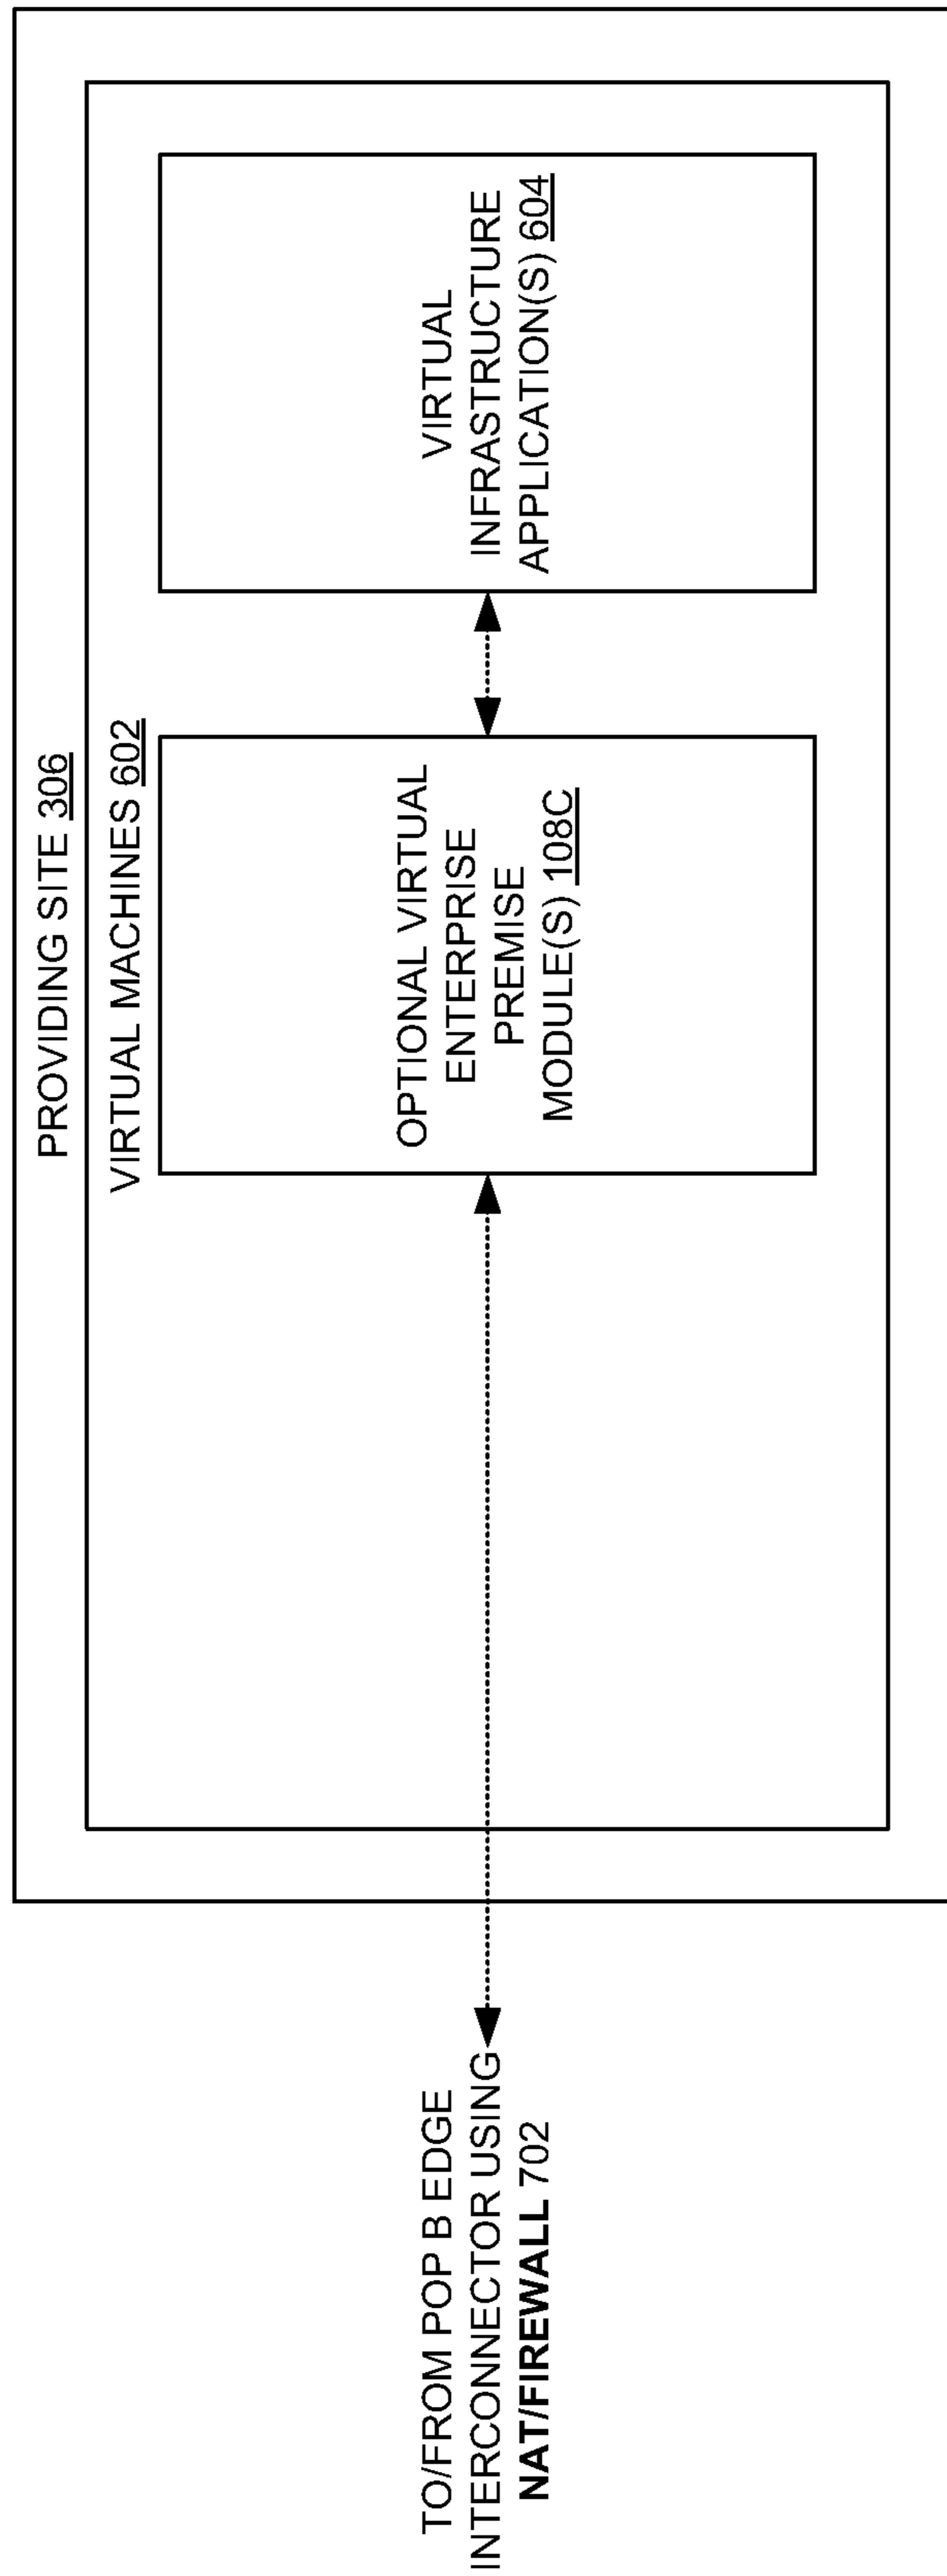 PROVIDING SITE 306
VIRTUAL MACHINES 602
TO/FROM POP B EDGE
INTERCONNECTOR USING
NAT/FIREWALL 702
OPTIONAL VIRTUAL
ENTERPRISE
PREMISE
MODULE(S) 108C
VIRTUAL
INFRASTRUCTURE
APPLICATION(S) 604